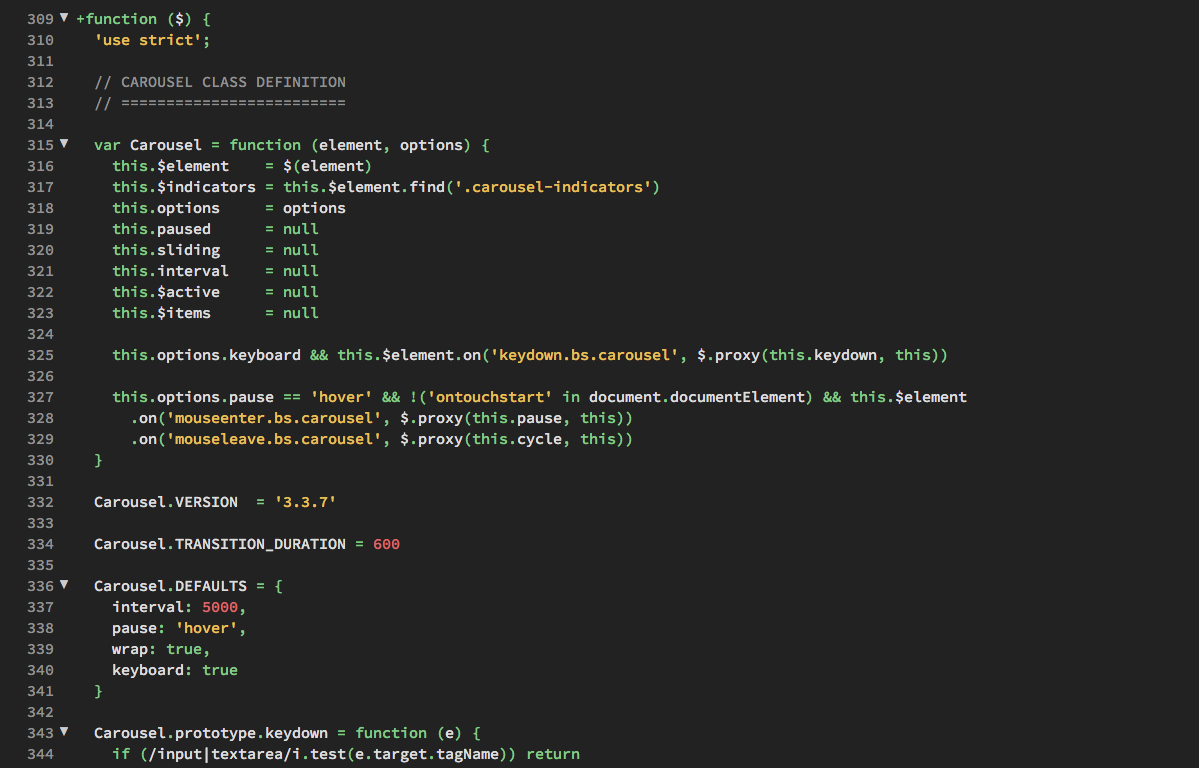 309 ▼ +function ($) {
310     'use strict';
311
312     // CAROUSEL CLASS DEFINITION
313     // =========================
314
315 ▼   var Carousel = function (element, options) {
316       this.$element    = $(element)
317       this.$indicators = this.$element.find('.carousel-indicators')
318       this.options     = options
319       this.paused      = null
320       this.sliding     = null
321       this.interval    = null
322       this.$active     = null
323       this.$items      = null
324
325       this.options.keyboard && this.$element.on('keydown.bs.carousel', $.proxy(this.keydown, this))
326
327       this.options.pause == 'hover' && !('ontouchstart' in document.documentElement) && this.$element
328         .on('mouseenter.bs.carousel', $.proxy(this.pause, this))
329         .on('mouseleave.bs.carousel', $.proxy(this.cycle, this))
330     }
331
332     Carousel.VERSION  = '3.3.7'
333
334     Carousel.TRANSITION_DURATION = 600
335
336 ▼   Carousel.DEFAULTS = {
337       interval: 5000,
338       pause: 'hover',
339       wrap: true,
340       keyboard: true
341     }
342
343 ▼   Carousel.prototype.keydown = function (e) {
344       if (/input|textarea/i.test(e.target.tagName)) return